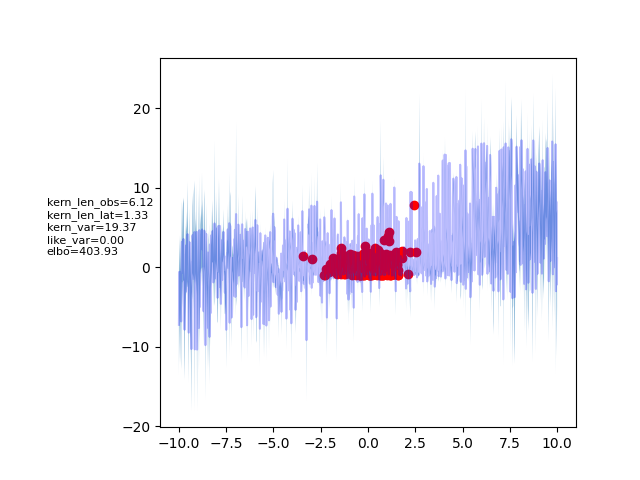 20
10
0
−10
−20
kern_len_obs=6.12
kern_len_lat=1.33
kern_var=19.37
like_var=0.00
elbo=403.93
−10.0 −7.5 −5.0 −2.5 0.0 2.5 5.0 7.5 10.0